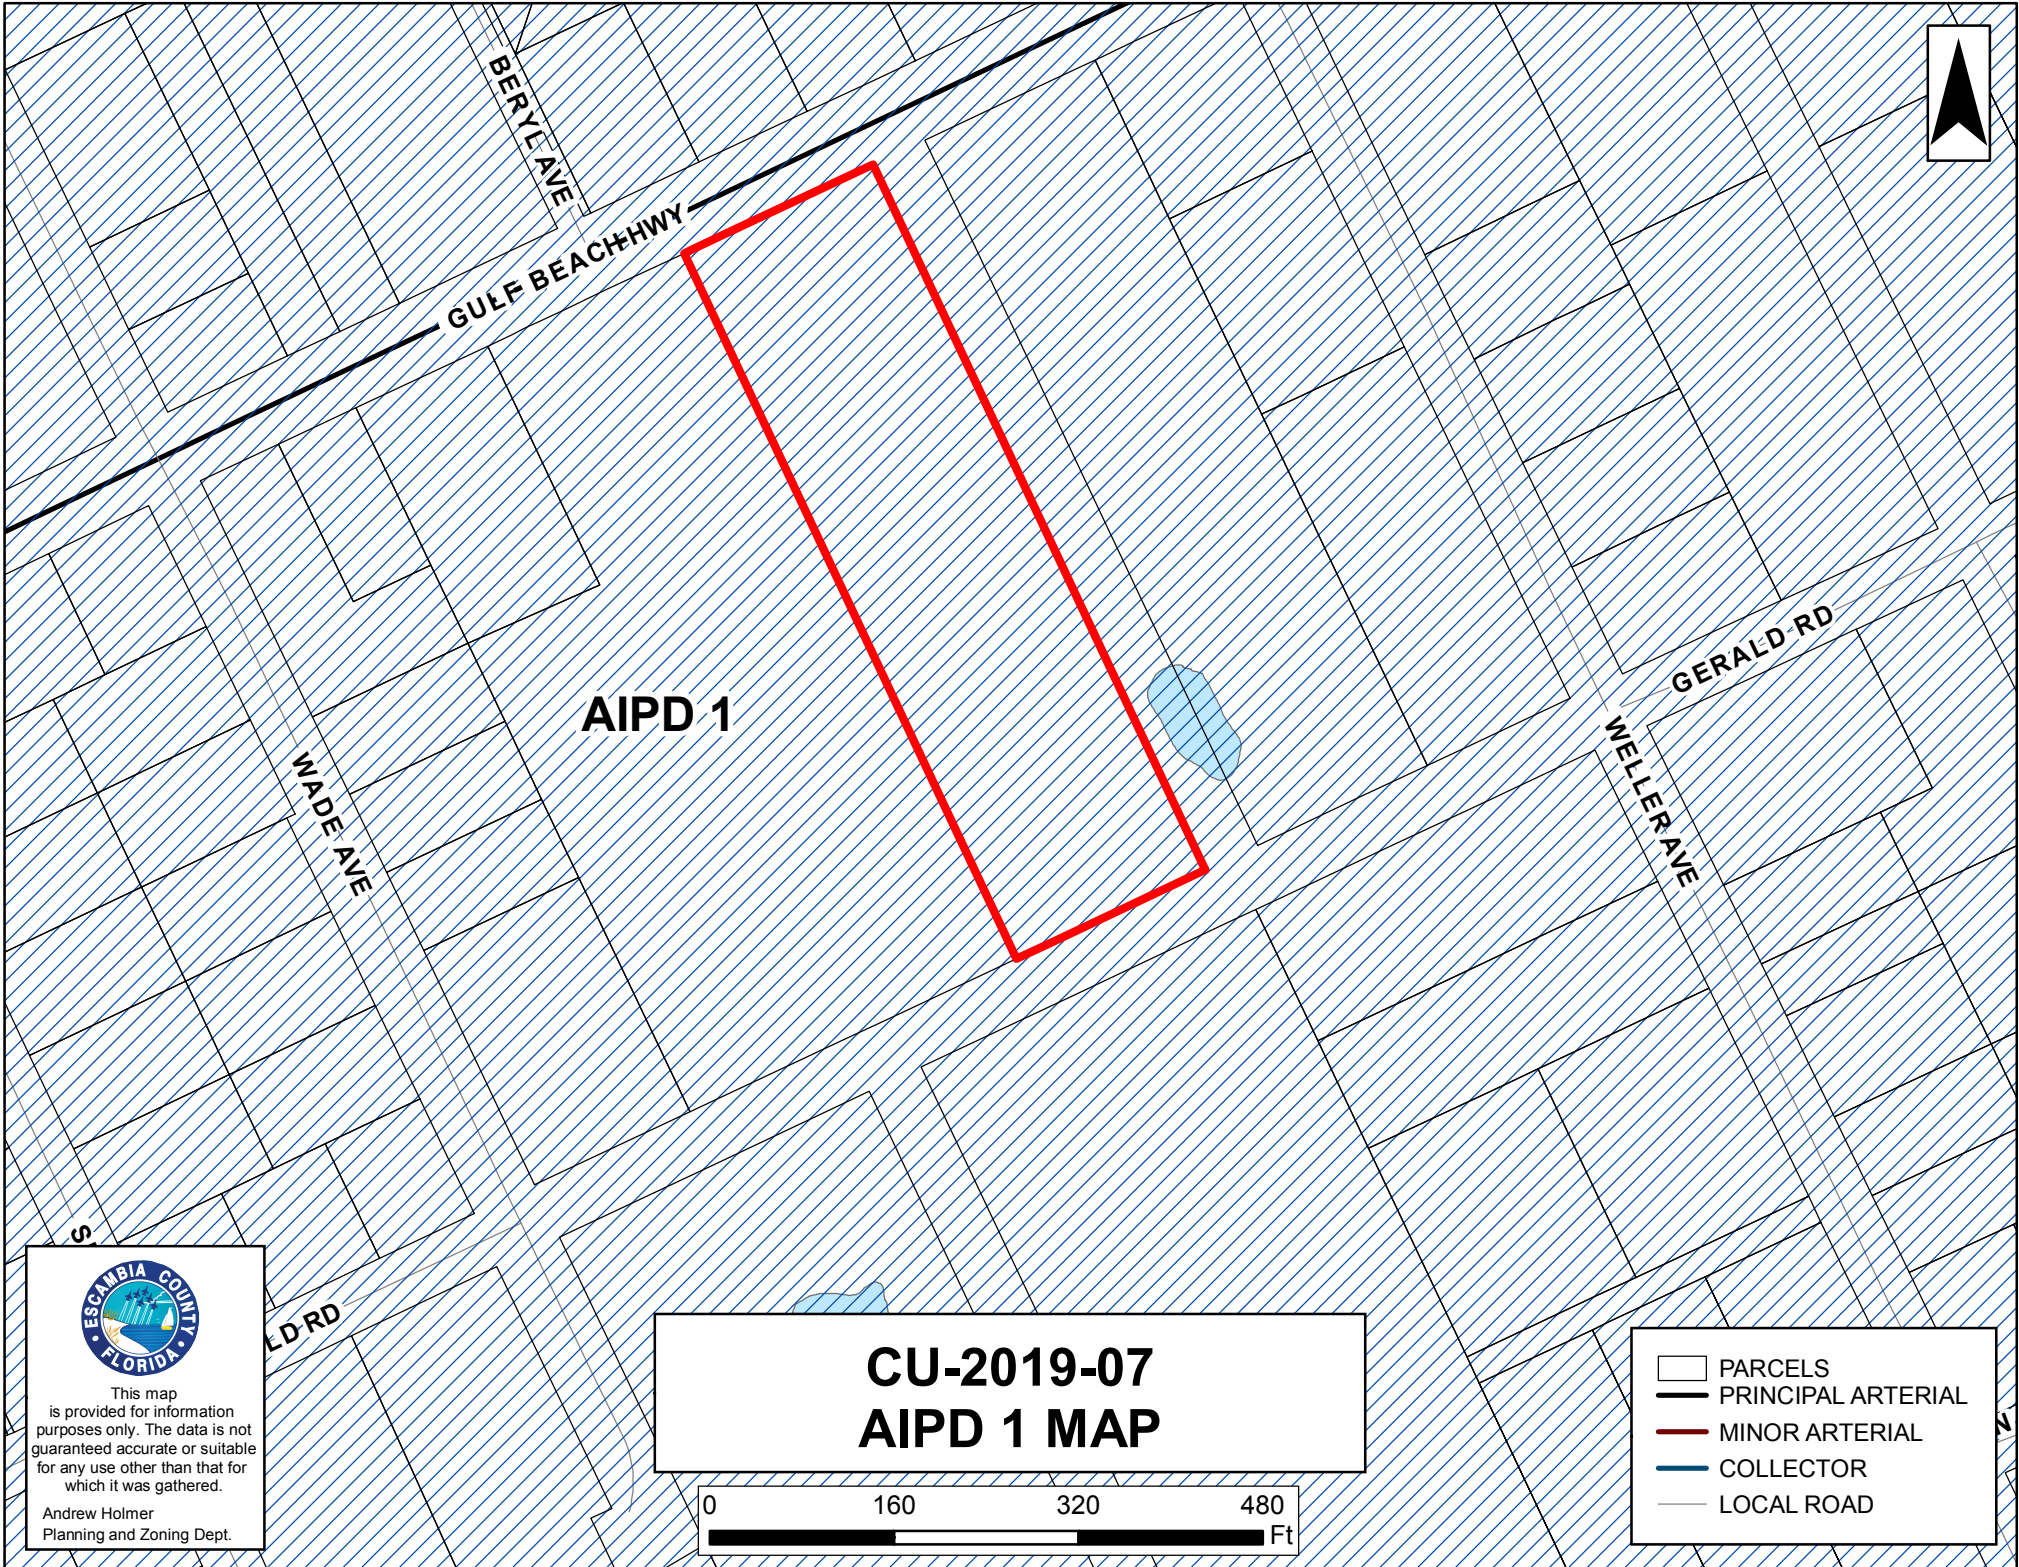 BERYL AVE
GULF BEACH HWY
AIPD 1
WADE AVE
GERALD RD
WELLER AVE
S
LD RD
N
ESCAMBIA COUNTY
• FLORIDA •
This map
is provided for information
purposes only. The data is not
guaranteed accurate or suitable
for any use other than that for
which it was gathered.
Andrew Holmer
Planning and Zoning Dept.
CU-2019-07
AIPD 1 MAP
0 160 320 480
Ft
PARCELS
PRINCIPAL ARTERIAL
MINOR ARTERIAL
COLLECTOR
LOCAL ROAD